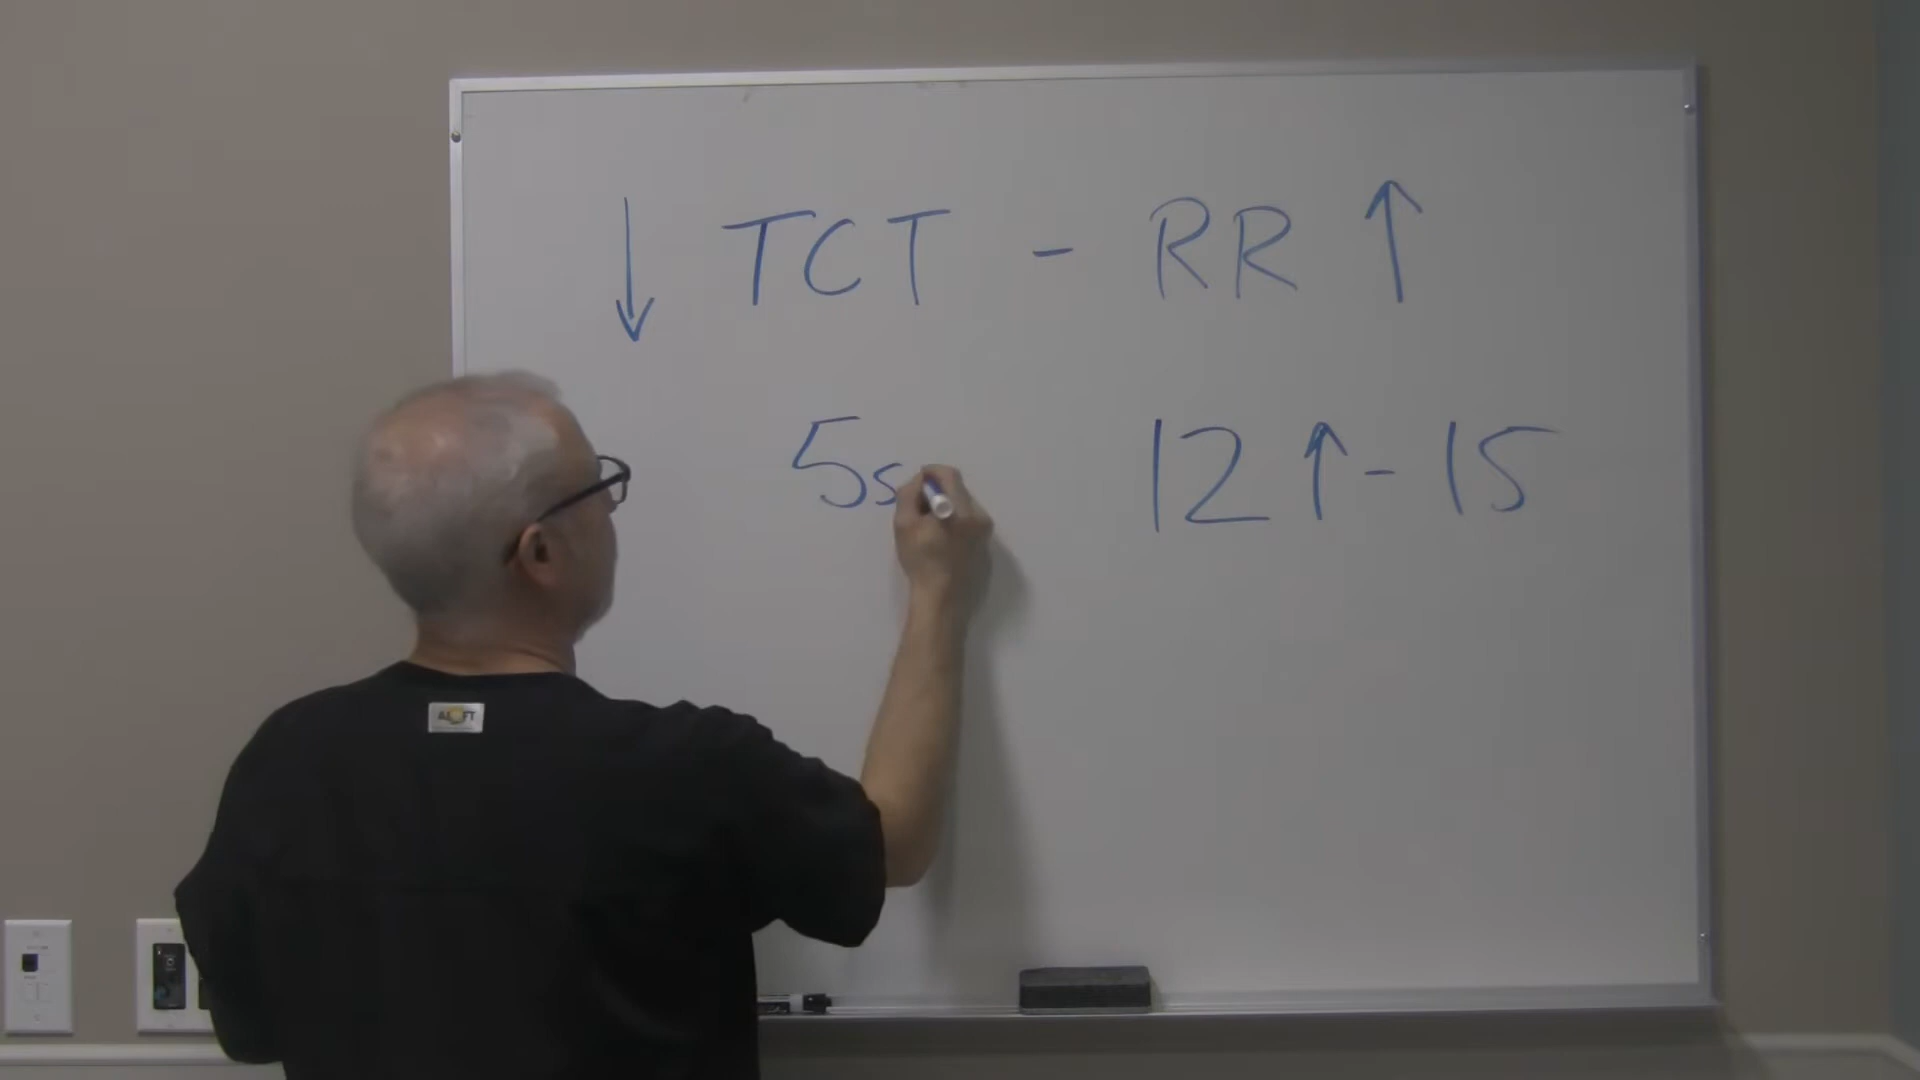 ↓ TCT - RR ↑
5s 12 ↑ - 15